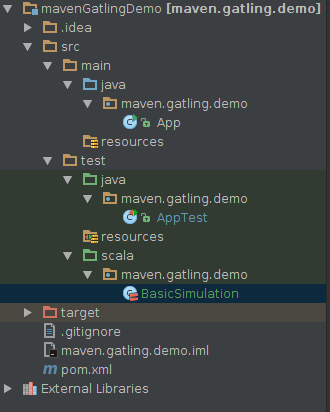 mavenGatlingDemo [maven.gatling.demo]
.idea
src
main
java
maven.gatling.demo
App
resources
test
java
maven.gatling.demo
AppTest
resources
scala
maven.gatling.demo
BasicSimulation
target
.gitignore
maven.gatling.demo.iml
pom.xml
External Libraries